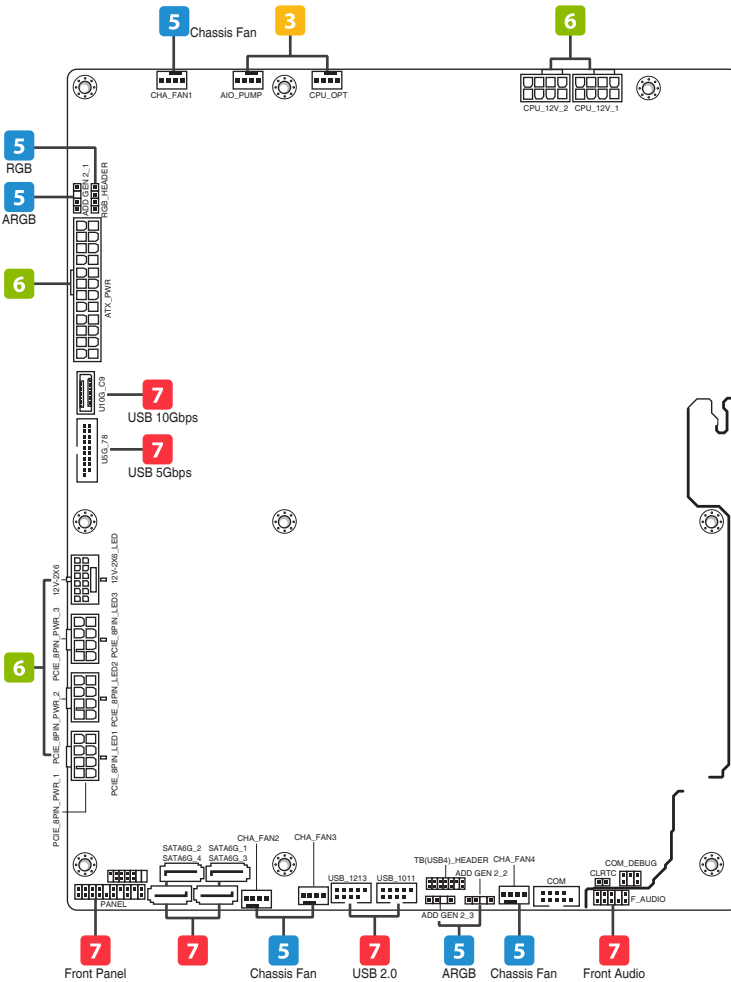 5
Chassis Fan
3
6
CHA_FAN1
AIO_PUMP
CPU_OPT
CPU_12V_2
CPU_12V_1
5
RGB
5
ARGB
ADD GEN 2_1
RGB_HEADER
6
ATX_PWR
U10G_C9
7
USB 10Gbps
U5G_78
7
USB 5Gbps
12V-2X6
12V-2X6_LED
PCIE_8PIN_PWR_3
PCIE_8PIN_LED3
6
PCIE_8PIN_PWR_2
PCIE_8PIN_LED2
PCIE_8PIN_PWR_1
PCIE_8PIN_LED1
SATA6G_2
SATA6G_1
SATA6G_4
SATA6G_3
CHA_FAN2
CHA_FAN3
USB_1213
USB_1011
TB(USB4)_HEADER
CHA_FAN4
ADD GEN 2_2
COM
COM_DEBUG
CLRTC
PANEL
F_AUDIO
ADD GEN 2_3
7
7
5
7
5
5
7
Front Panel
Chassis Fan
USB 2.0
ARGB
Chassis Fan
Front Audio